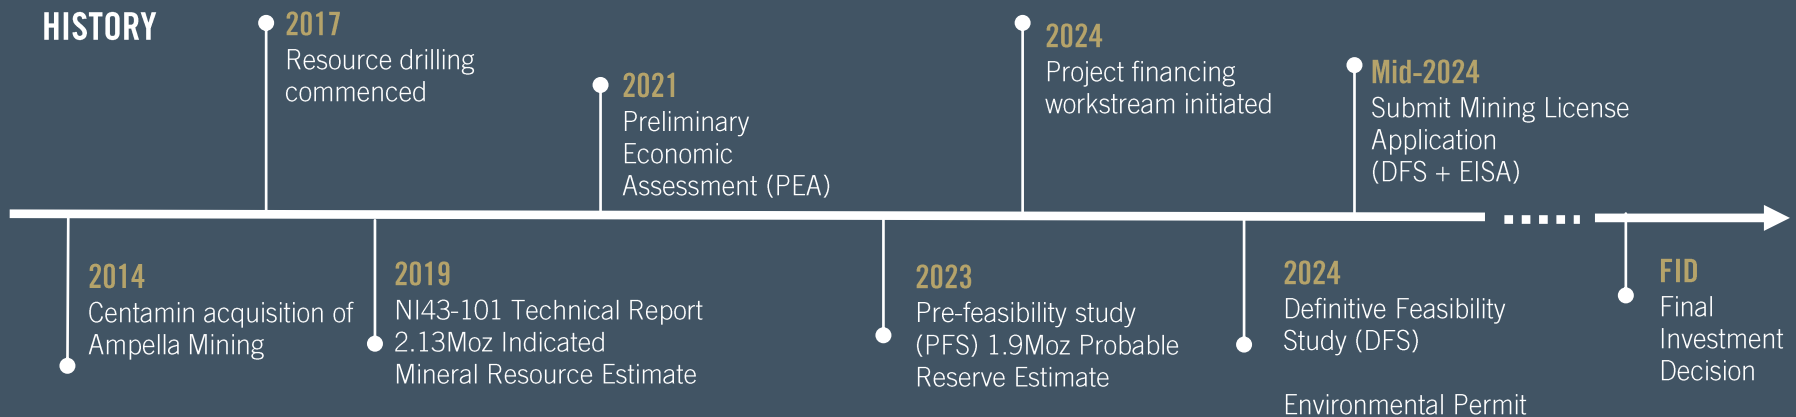 HISTORY
2017
Resource drilling
commenced
2021
Preliminary
Economic
Assessment (PEA)
2024
Project financing
workstream initiated
Mid-2024
Submit Mining License
Application
(DFS + EISA)
2014
Centamin acquisition of
Ampella Mining
2019
NI43-101 Technical Report
2.13Moz Indicated
Mineral Resource Estimate
2023
Pre-feasibility study
(PFS) 1.9Moz Probable
Reserve Estimate
2024
Definitive Feasibility
Study (DFS)
Environmental Permit
FID
Final
Investment
Decision